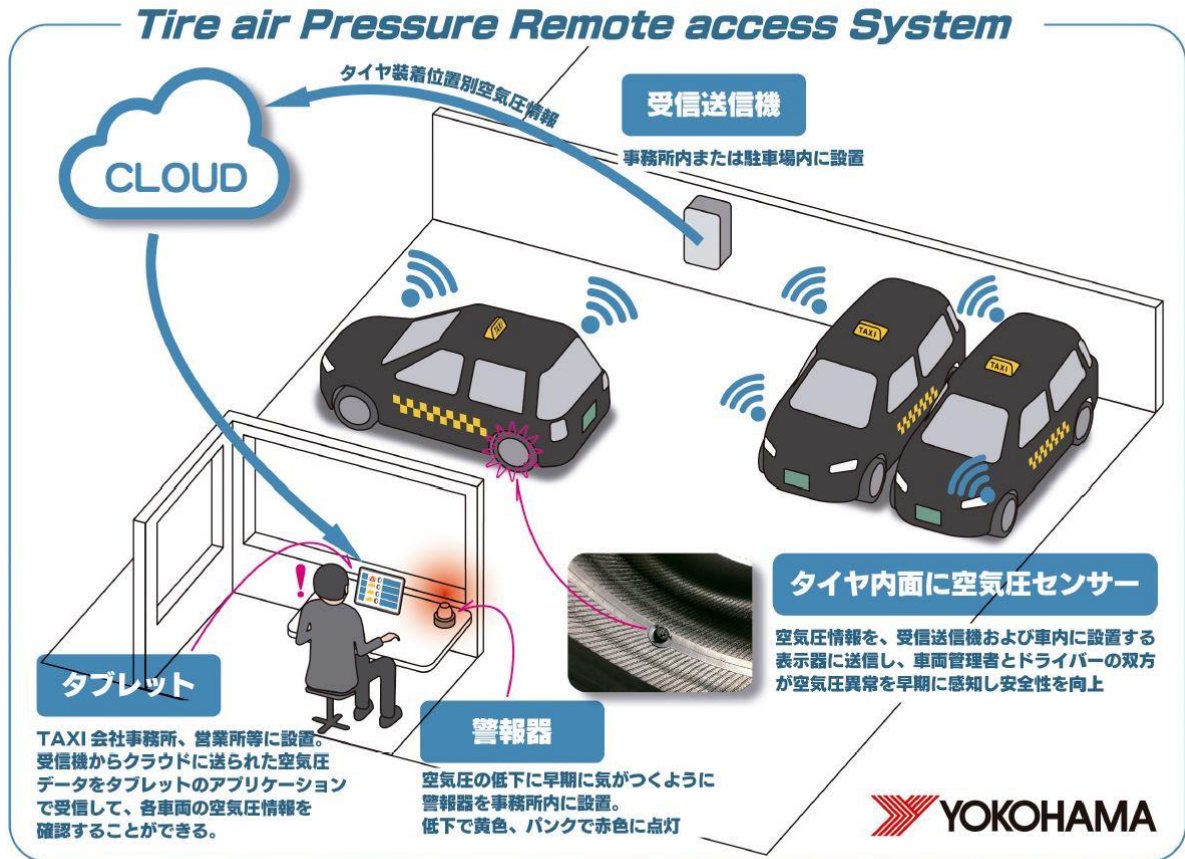 Tire air Pressure Remote access System
タイヤ装着位置別空気圧情報
CLOUD
受信送信機
事務所内または駐車場内に設置
TAXI
TAXI
TAXI
タイヤ内面に空気圧センサー
空気圧情報を、受信送信機および車内に設置する
表示器に送信し、車両管理者とドライバーの双方
が空気圧異常を早期に感知し安全性を向上
!
タブレット
TAXI 会社事務所、営業所等に設置。
受信機からクラウドに送られた空気圧
データをタブレットのアプリケーション
で受信して、各車両の空気圧情報を
確認することができる。
警報器
空気圧の低下に早期に気がつくように
警報器を事務所内に設置。
低下で黄色、パンクで赤色に点灯
YOKOHAMA